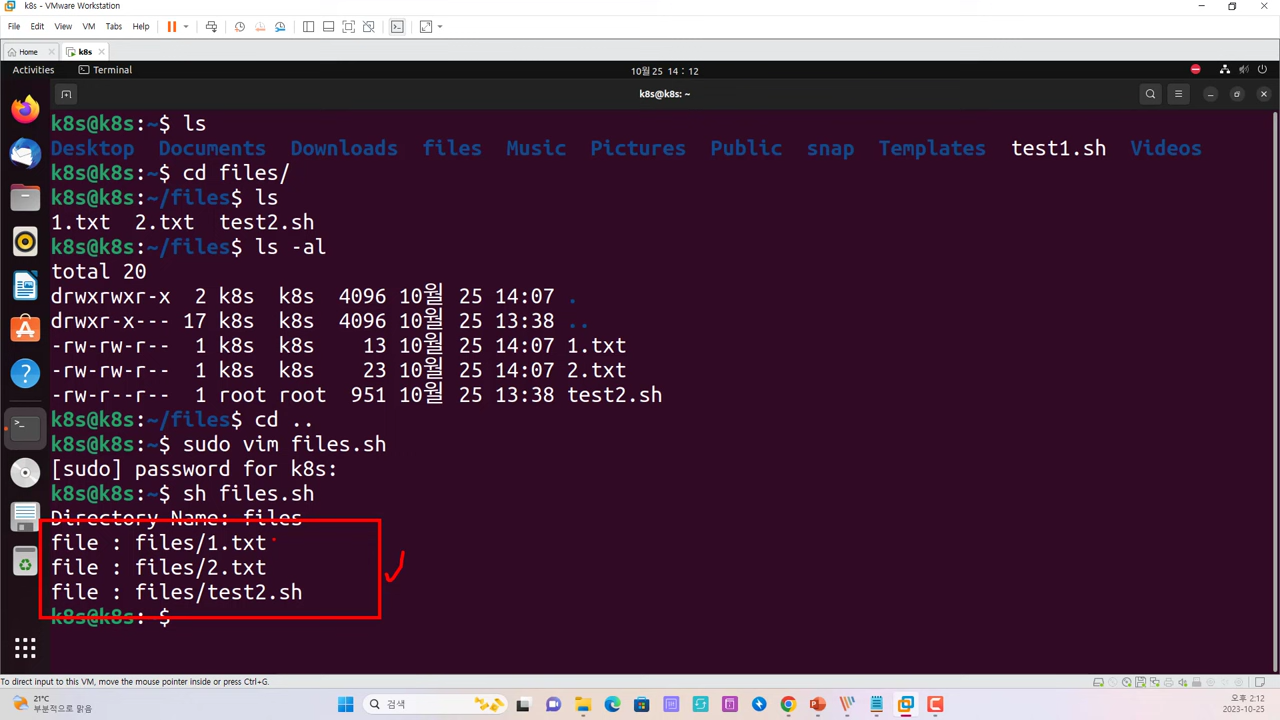 k8s - VMware Workstation
File Edit View VM Tabs Help
Home k8s
Activities Terminal 10월 25 14 : 12
k8s@k8s: ~
k8s@k8s:~$ ls
Desktop Documents Downloads files Music Pictures Public snap Templates test1.sh Videos
k8s@k8s:~$ cd files/
k8s@k8s:~/files$ ls
1.txt 2.txt test2.sh
k8s@k8s:~/files$ ls -al
total 20
drwxrwxr-x 2 k8s k8s 4096 10월 25 14:07 .
drwxr-x--- 17 k8s k8s 4096 10월 25 13:38 ..
-rw-rw-r-- 1 k8s k8s 13 10월 25 14:07 1.txt
-rw-rw-r-- 1 k8s k8s 23 10월 25 14:07 2.txt
-rw-r--r-- 1 root root 951 10월 25 13:38 test2.sh
k8s@k8s:~/files$ cd ..
k8s@k8s:~$ sudo vim files.sh
[sudo] password for k8s:
k8s@k8s:~$ sh files.sh
Directory Name: files
file : files/1.txt
file : files/2.txt
file : files/test2.sh
k8s@k8s: $
To direct input to this VM, move the mouse pointer inside or press Ctrl+G.
21°C
부분적으로 맑음
검색
오후 2:12
2023-10-25